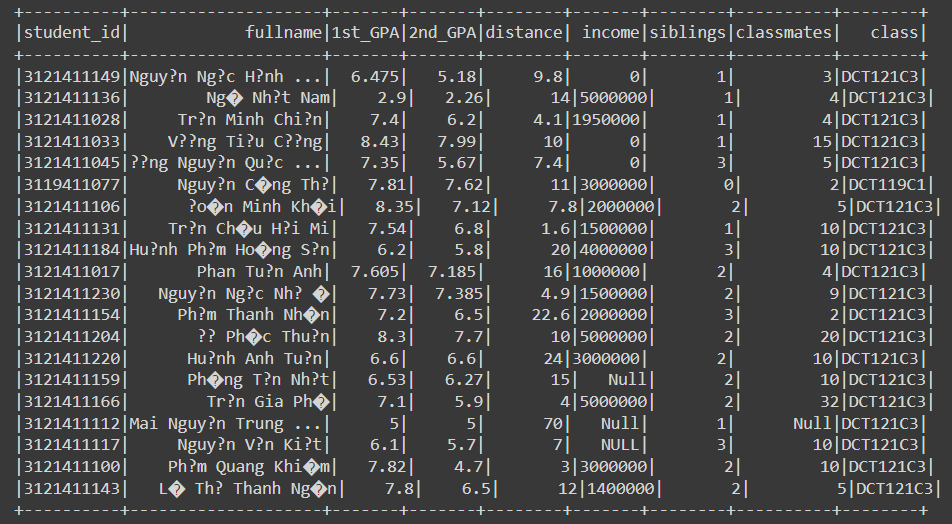 +----------+--------------------+-------+-------+--------+-------+--------+----------+--------+
|student_id|            fullname|1st_GPA|2nd_GPA|distance| income|siblings|classmates|   class|
+----------+--------------------+-------+-------+--------+-------+--------+----------+--------+
|3121411149|Nguy?n Ng?c H?nh ...|  6.475|   5.18|     9.8|      0|       1|         3|DCT121C3|
|3121411136|        Ng� Nh?t Nam|    2.9|   2.26|      14|5000000|       1|         4|DCT121C3|
|3121411028|      Tr?n Minh Chi?n|    7.4|    6.2|     4.1|1950000|       1|         4|DCT121C3|
|3121411033|    V??ng Ti?u C??ng|   8.43|   7.99|      10|      0|       1|        15|DCT121C3|
|3121411045|??ng Nguy?n Qu?c ...|   7.35|   5.67|     7.4|      0|       3|         5|DCT121C3|
|3119411077|     Nguy?n C�ng Th?|   7.81|   7.62|      11|3000000|       0|         2|DCT119C1|
|3121411106|      ?o�n Minh Kh�i|   8.35|   7.12|     7.8|2000000|       2|         5|DCT121C3|
|3121411131|    Tr?n Ch�u H?i Mi|   7.54|    6.8|     1.6|1500000|       1|        10|DCT121C3|
|3121411184|Hu?nh Ph?m Ho�ng S?n|    6.2|    5.8|      20|4000000|       3|        10|DCT121C3|
|3121411017|       Phan Tu?n Anh|  7.605|  7.185|      16|1000000|       2|         4|DCT121C3|
|3121411230|   Nguy?n Ng?c Nh? �|   7.73|  7.385|     4.9|1500000|       2|         9|DCT121C3|
|3121411154|     Ph?m Thanh Nh�n|    7.2|    6.5|    22.6|2000000|       3|         2|DCT121C3|
|3121411204|       ?? Ph�c Thu?n|    8.3|    7.7|      10|5000000|       2|        20|DCT121C3|
|3121411220|      Hu?nh Anh Tu?n|    6.6|    6.6|      24|3000000|       2|        10|DCT121C3|
|3121411159|      Ph�ng T?n Nh?t|   6.53|   6.27|      15|   Null|       2|        10|DCT121C3|
|3121411166|        Tr?n Gia Ph�|    7.1|    5.9|       4|5000000|       2|        32|DCT121C3|
|3121411112|Mai Nguy?n Trung ...|      5|      5|      70|   Null|       1|      Null|DCT121C3|
|3121411117|     Nguy?n V?n Ki?t|    6.1|    5.7|       7|   NULL|       3|        10|DCT121C3|
|3121411100|    Ph?m Quang Khi�m|   7.82|    4.7|       3|3000000|       2|        10|DCT121C3|
|3121411143|   L� Th? Thanh Ng�n|    7.8|    6.5|      12|1400000|       2|         5|DCT121C3|
+----------+--------------------+-------+-------+--------+-------+--------+----------+--------+